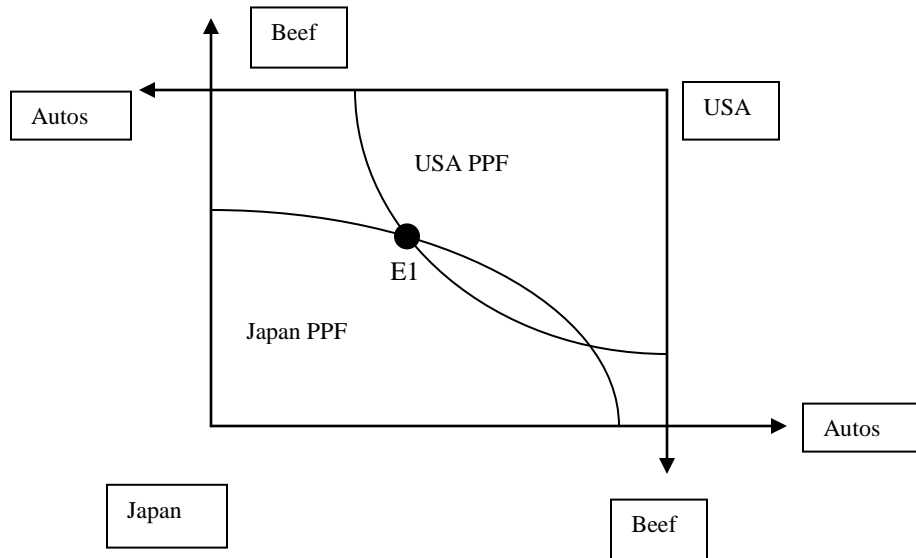 Beef
Autos
USA
USA PPF
E1
Japan PPF
Autos
Japan
Beef